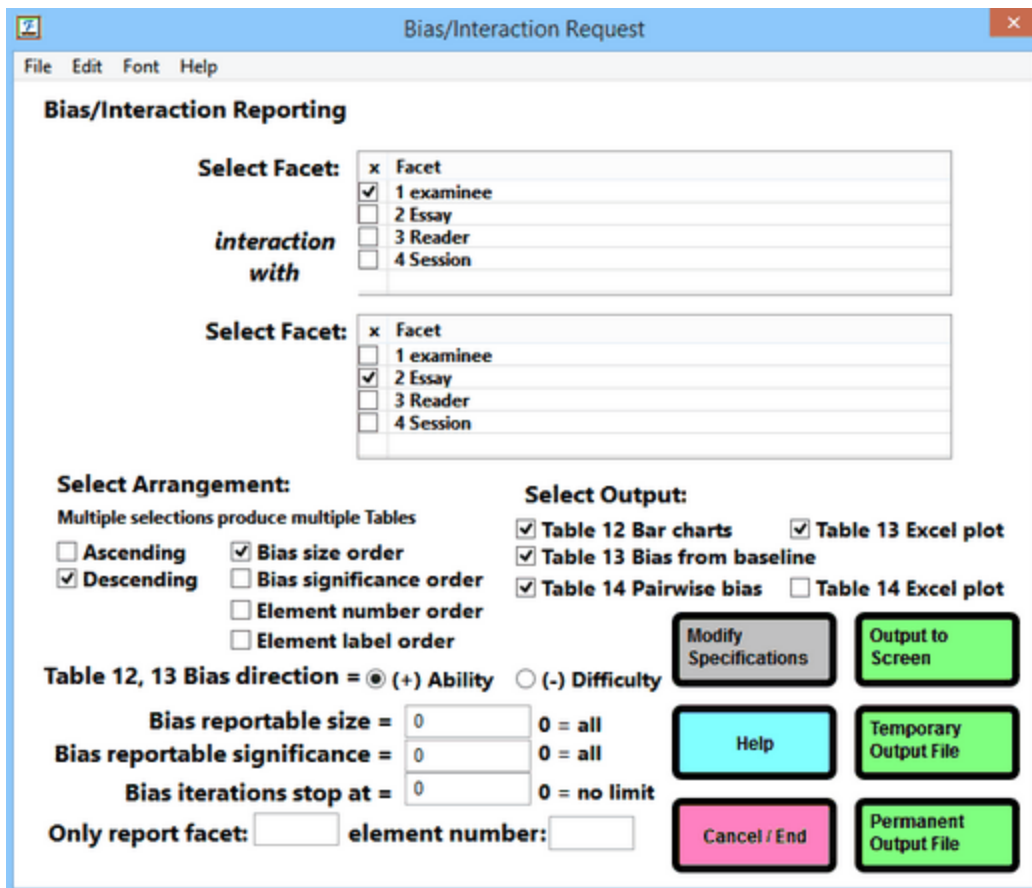 Bias/Interaction Request
File Edit Font Help
Bias/Interaction Reporting
Select Facet:
x Facet
1 examinee
2 Essay
3 Reader
4 Session
interaction
with
Select Facet:
x Facet
1 examinee
2 Essay
3 Reader
4 Session
Select Arrangement:
Multiple selections produce multiple Tables
Ascending
Descending
Bias size order
Bias significance order
Element number order
Element label order
Select Output:
Table 12 Bar charts
Table 13 Excel plot
Table 13 Bias from baseline
Table 14 Pairwise bias
Table 14 Excel plot
Table 12, 13 Bias direction = (+) Ability (-) Difficulty
Bias reportable size = 0 0 = all
Bias reportable significance = 0 0 = all
Bias iterations stop at = 0 0 = no limit
Only report facet: element number:
Modify
Specifications
Output to
Screen
Help
Temporary
Output File
Cancel / End
Permanent
Output File